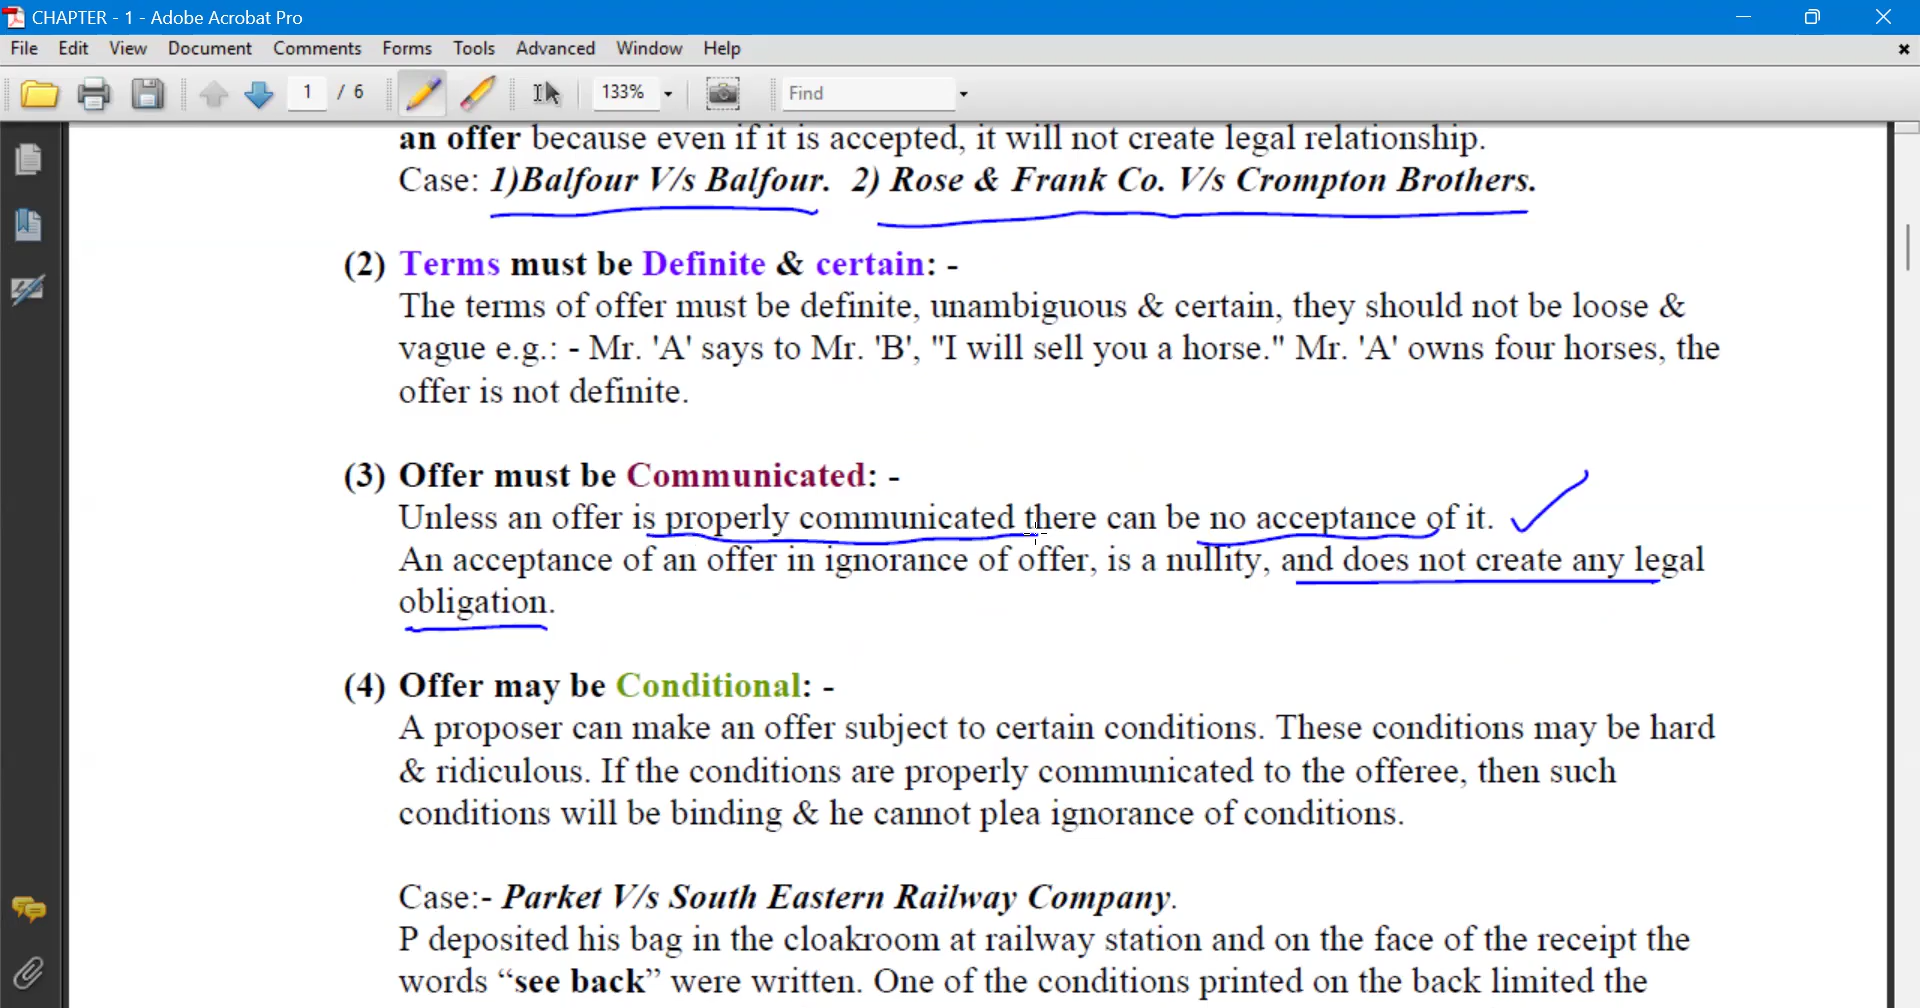 CHAPTER - 1 - Adobe Acrobat Pro
File Edit View Document Comments Forms Tools Advanced Window Help
1 / 6 133% Find
an offer because even if it is accepted, it will not create legal relationship.
Case: 1)Balfour V/s Balfour. 2) Rose & Frank Co. V/s Crompton Brothers.
(2) Terms must be Definite & certain: -
The terms of offer must be definite, unambiguous & certain, they should not be loose &
vague e.g.: - Mr. 'A' says to Mr. 'B', "I will sell you a horse." Mr. 'A' owns four horses, the
offer is not definite.
(3) Offer must be Communicated: -
Unless an offer is properly communicated there can be no acceptance of it.
An acceptance of an offer in ignorance of offer, is a nullity, and does not create any legal
obligation.
(4) Offer may be Conditional: -
A proposer can make an offer subject to certain conditions. These conditions may be hard
& ridiculous. If the conditions are properly communicated to the offeree, then such
conditions will be binding & he cannot plea ignorance of conditions.
Case:- Parket V/s South Eastern Railway Company.
P deposited his bag in the cloakroom at railway station and on the face of the receipt the
words “see back” were written. One of the conditions printed on the back limited the